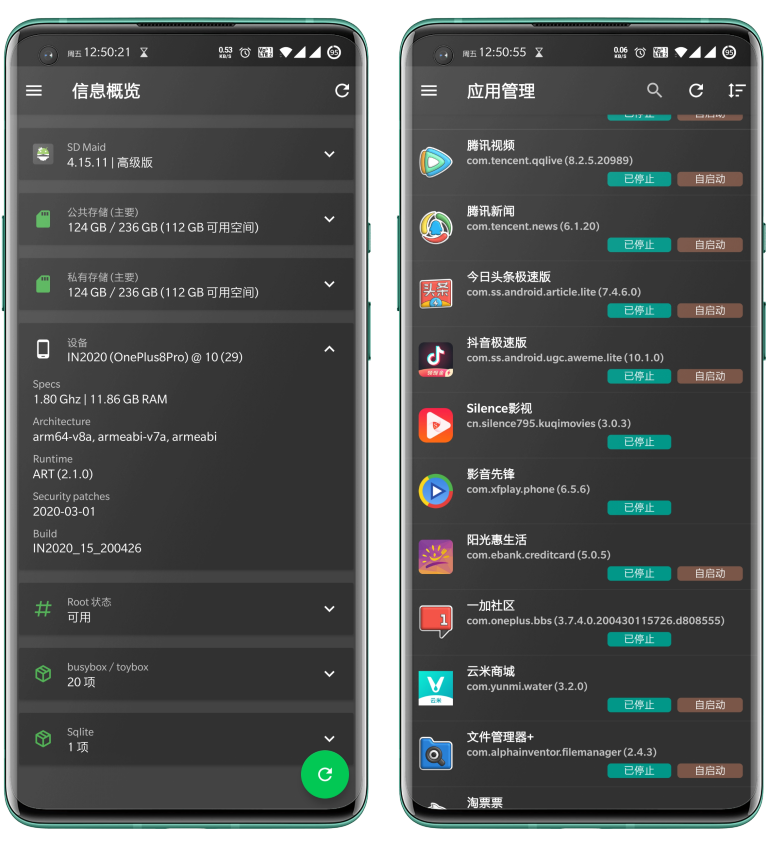 周五 12:50:21
0.53
KB/S
95
信息概览
SD Maid
4.15.11 | 高级版
公共存储 (主要)
124 GB / 236 GB (112 GB 可用空间)
私有存储 (主要)
124 GB / 236 GB (112 GB 可用空间)
设备
IN2020 (OnePlus8Pro) @ 10 (29)
Specs
1.80 Ghz | 11.86 GB RAM
Architecture
arm64-v8a, armeabi-v7a, armeabi
Runtime
ART (2.1.0)
Security patches
2020-03-01
Build
IN2020_15_200426
Root 状态
可用
busybox / toybox
20 项
Sqlite
1 项
周五 12:50:55
0.06
KB/S
95
应用管理
已停止 自启动
腾讯视频
com.tencent.qqlive (8.2.5.20989)
已停止 自启动
腾讯新闻
com.tencent.news (6.1.20)
已停止 自启动
头条
今日头条极速版
com.ss.android.article.lite (7.4.6.0)
已停止 自启动
抖音极速版
com.ss.android.ugc.aweme.lite (10.1.0)
已停止 自启动
Silence影视
cn.silence795.kuqimovies (3.0.3)
已停止
影音先锋
com.xfplay.phone (6.5.6)
已停止
阳光惠生活
com.ebank.creditcard (5.0.5)
已停止 自启动
1
一加社区
com.oneplus.bbs (3.7.4.0.200430115726.d808555)
已停止
云米
云米商城
com.yunmi.water (3.2.0)
已停止 自启动
文件管理器+
com.alphainventor.filemanager (2.4.3)
已停止 自启动
淘票票